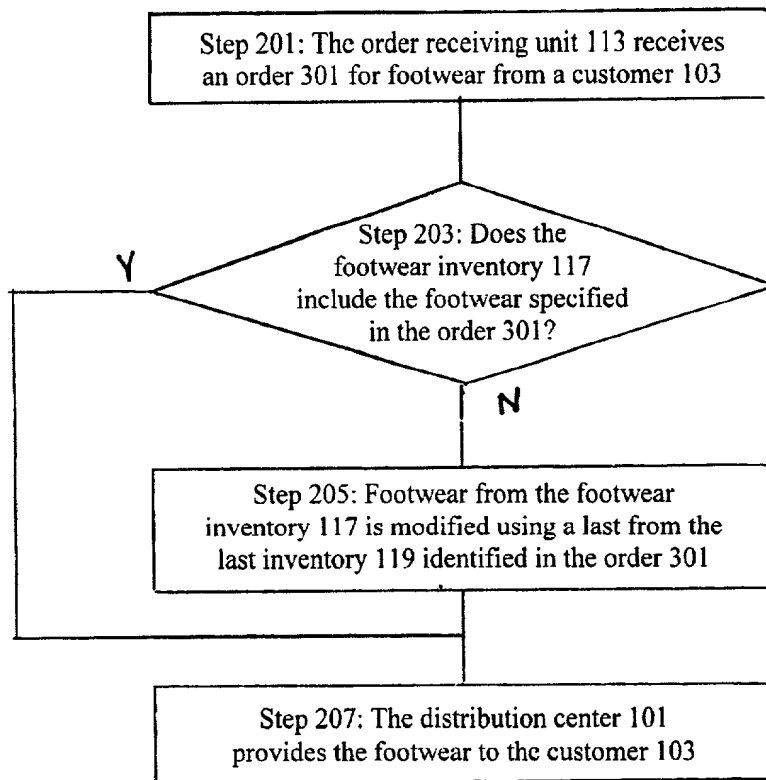 Step 201: The order receiving unit 113 receives
an order 301 for footwear from a customer 103
Step 203: Does the
footwear inventory 117
include the footwear specified
in the order 301?
Y
N
Step 205: Footwear from the footwear
inventory 117 is modified using a last from the
last inventory 119 identified in the order 301
Step 207: The distribution center 101
provides the footwear to the customer 103